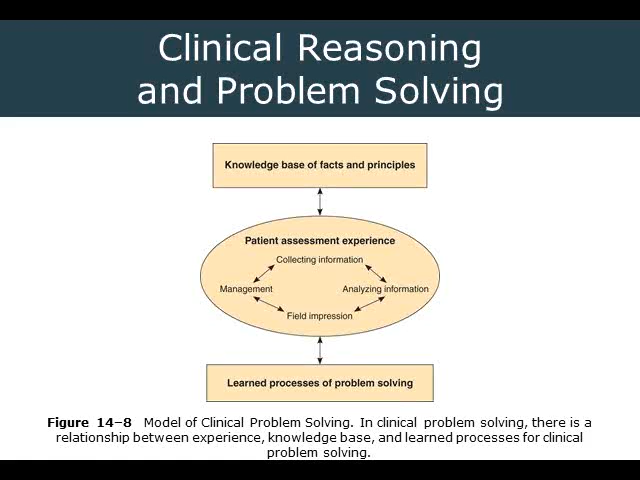 Clinical Reasoning
and Problem Solving
Knowledge base of facts and principles
Patient assessment experience
Collecting information
Management
Analyzing information
Field impression
Learned processes of problem solving
Figure 14–8 Model of Clinical Problem Solving. In clinical problem solving, there is a
relationship between experience, knowledge base, and learned processes for clinical
problem solving.